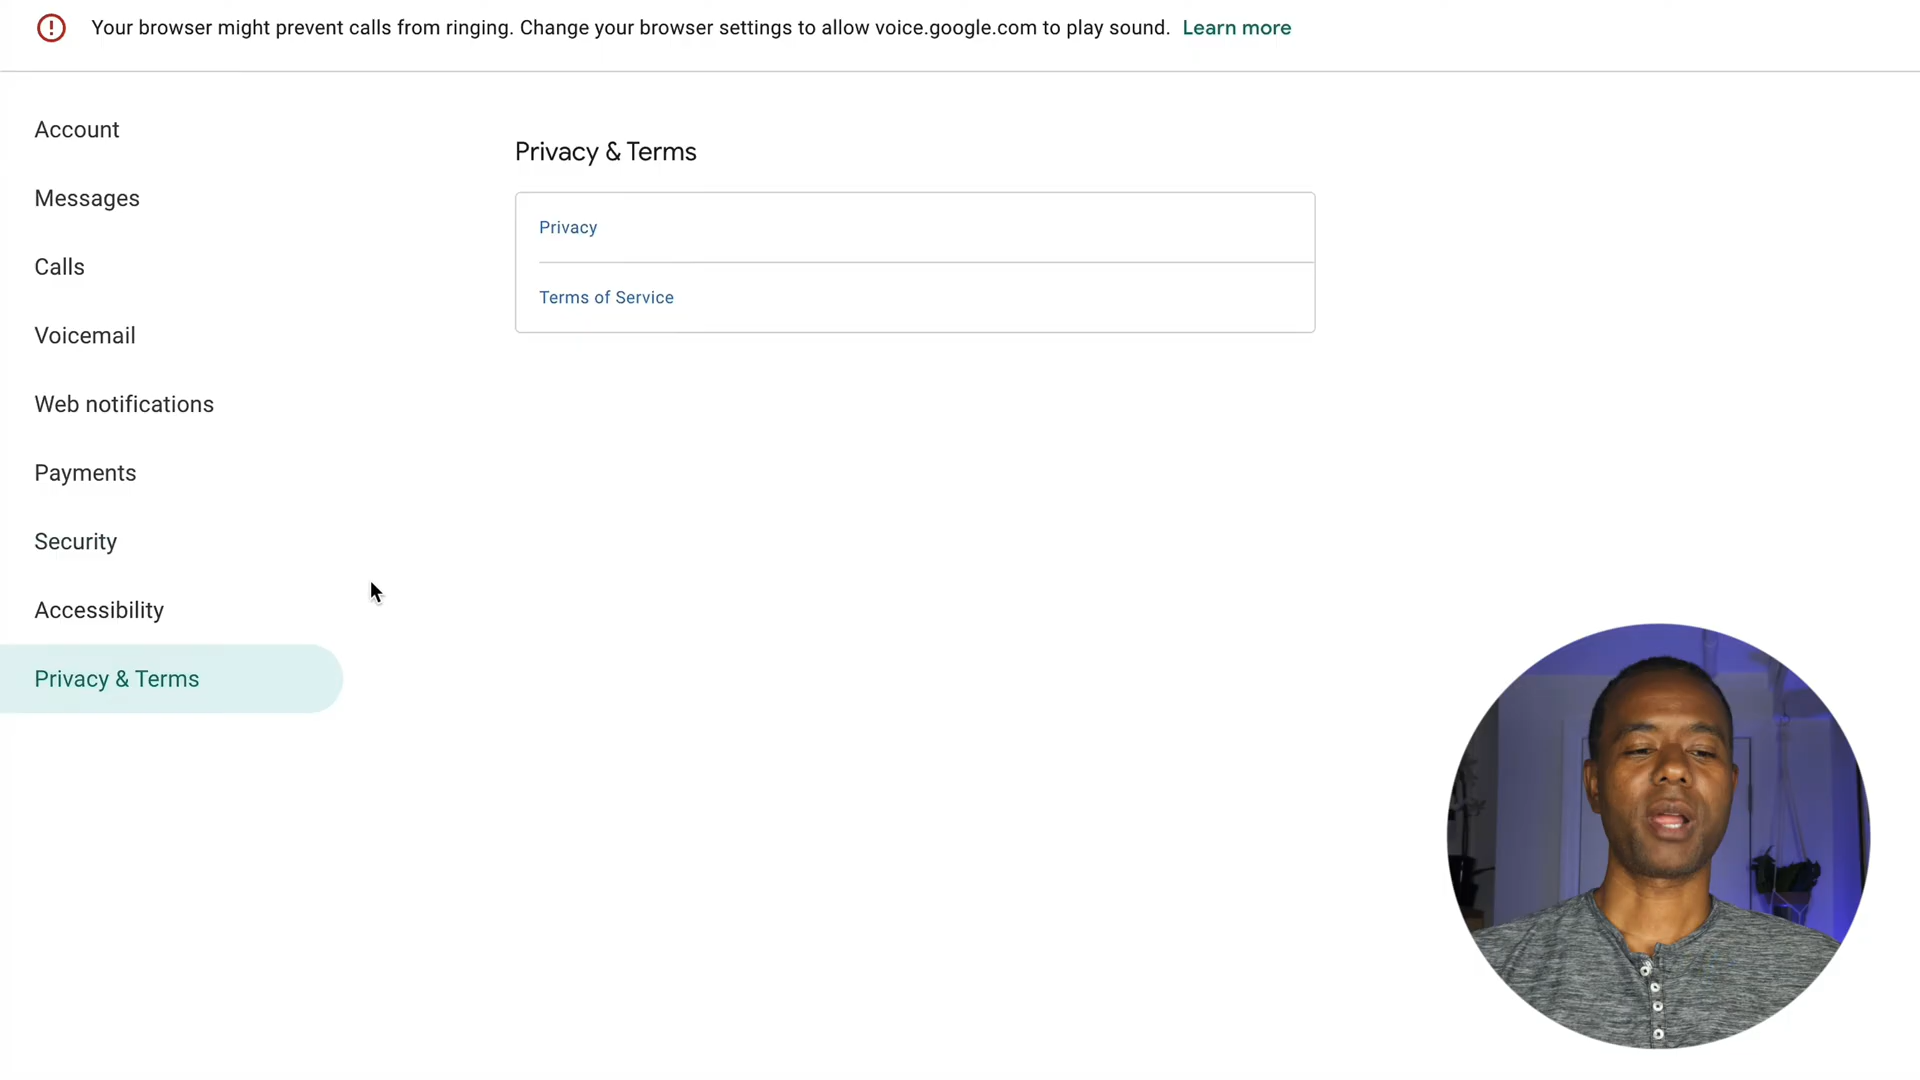 Your browser might prevent calls from ringing. Change your browser settings to allow voice.google.com to play sound. Learn more
Account
Messages
Calls
Voicemail
Web notifications
Payments
Security
Accessibility
Privacy & Terms
Privacy & Terms
Privacy
Terms of Service